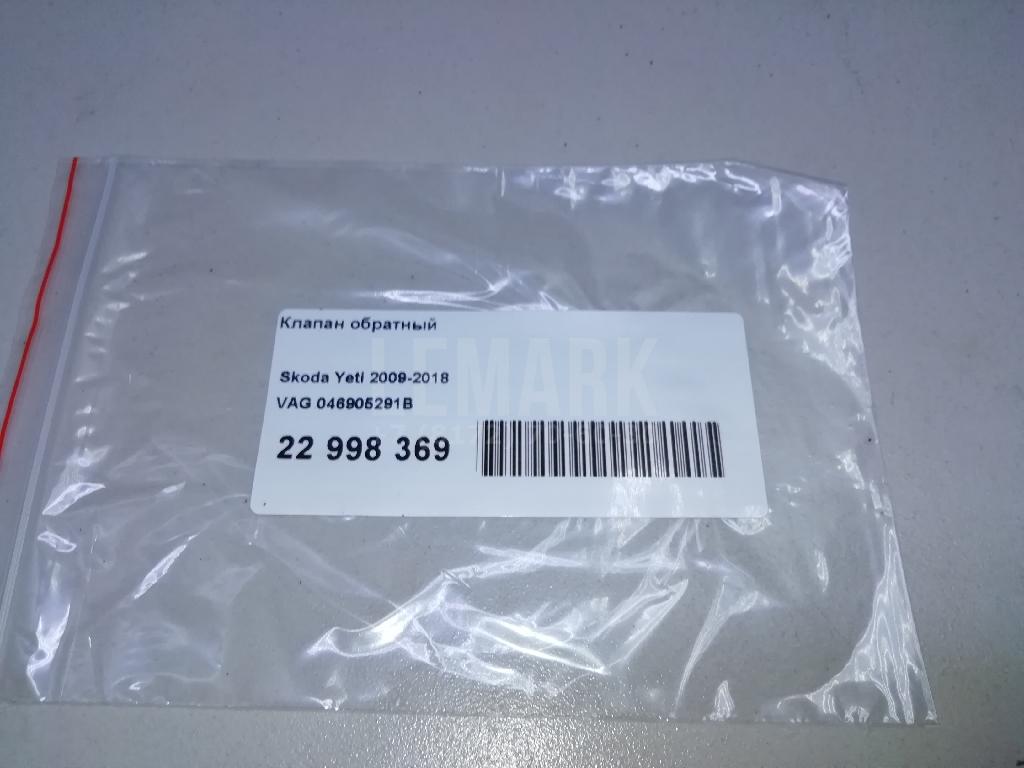 Клапан обратный
LEMARK
Skoda Yeti 2009-2018
VAG 046905291B
22 998 369